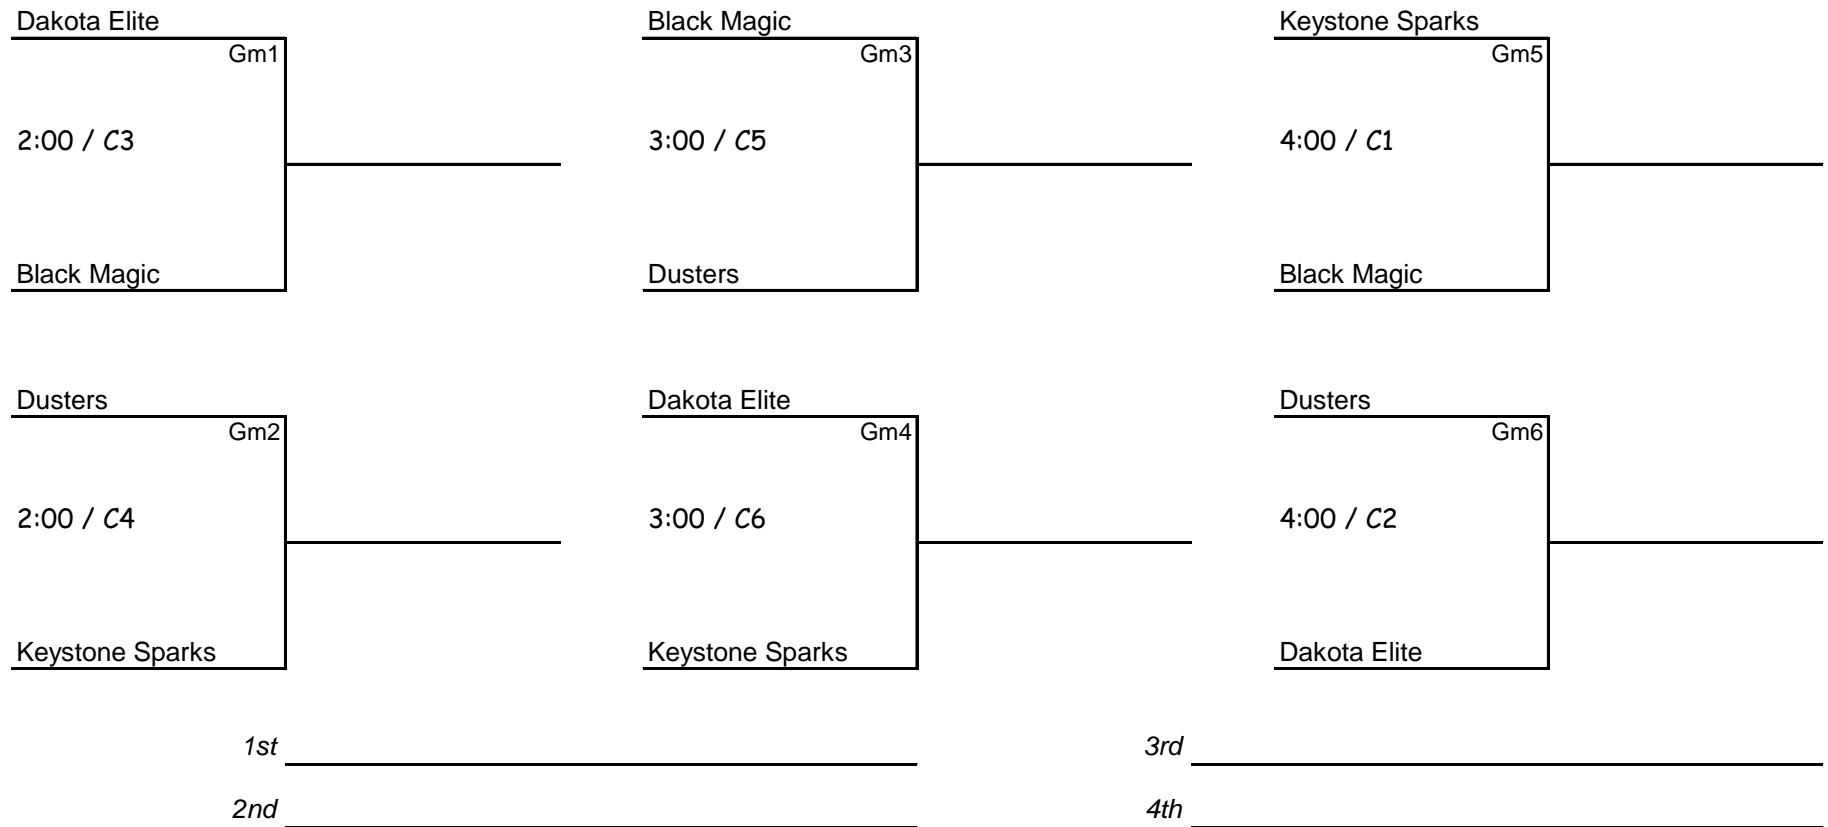 Dakota Elite
Gm1
2:00 / C3
Black Magic
Dusters
Gm2
2:00 / C4
Keystone Sparks
Black Magic
Gm3
3:00 / C5
Dusters
Dakota Elite
Gm4
3:00 / C6
Keystone Sparks
Keystone Sparks
Gm5
4:00 / C1
Black Magic
Dusters
Gm6
4:00 / C2
Dakota Elite
1st
2nd
3rd
4th